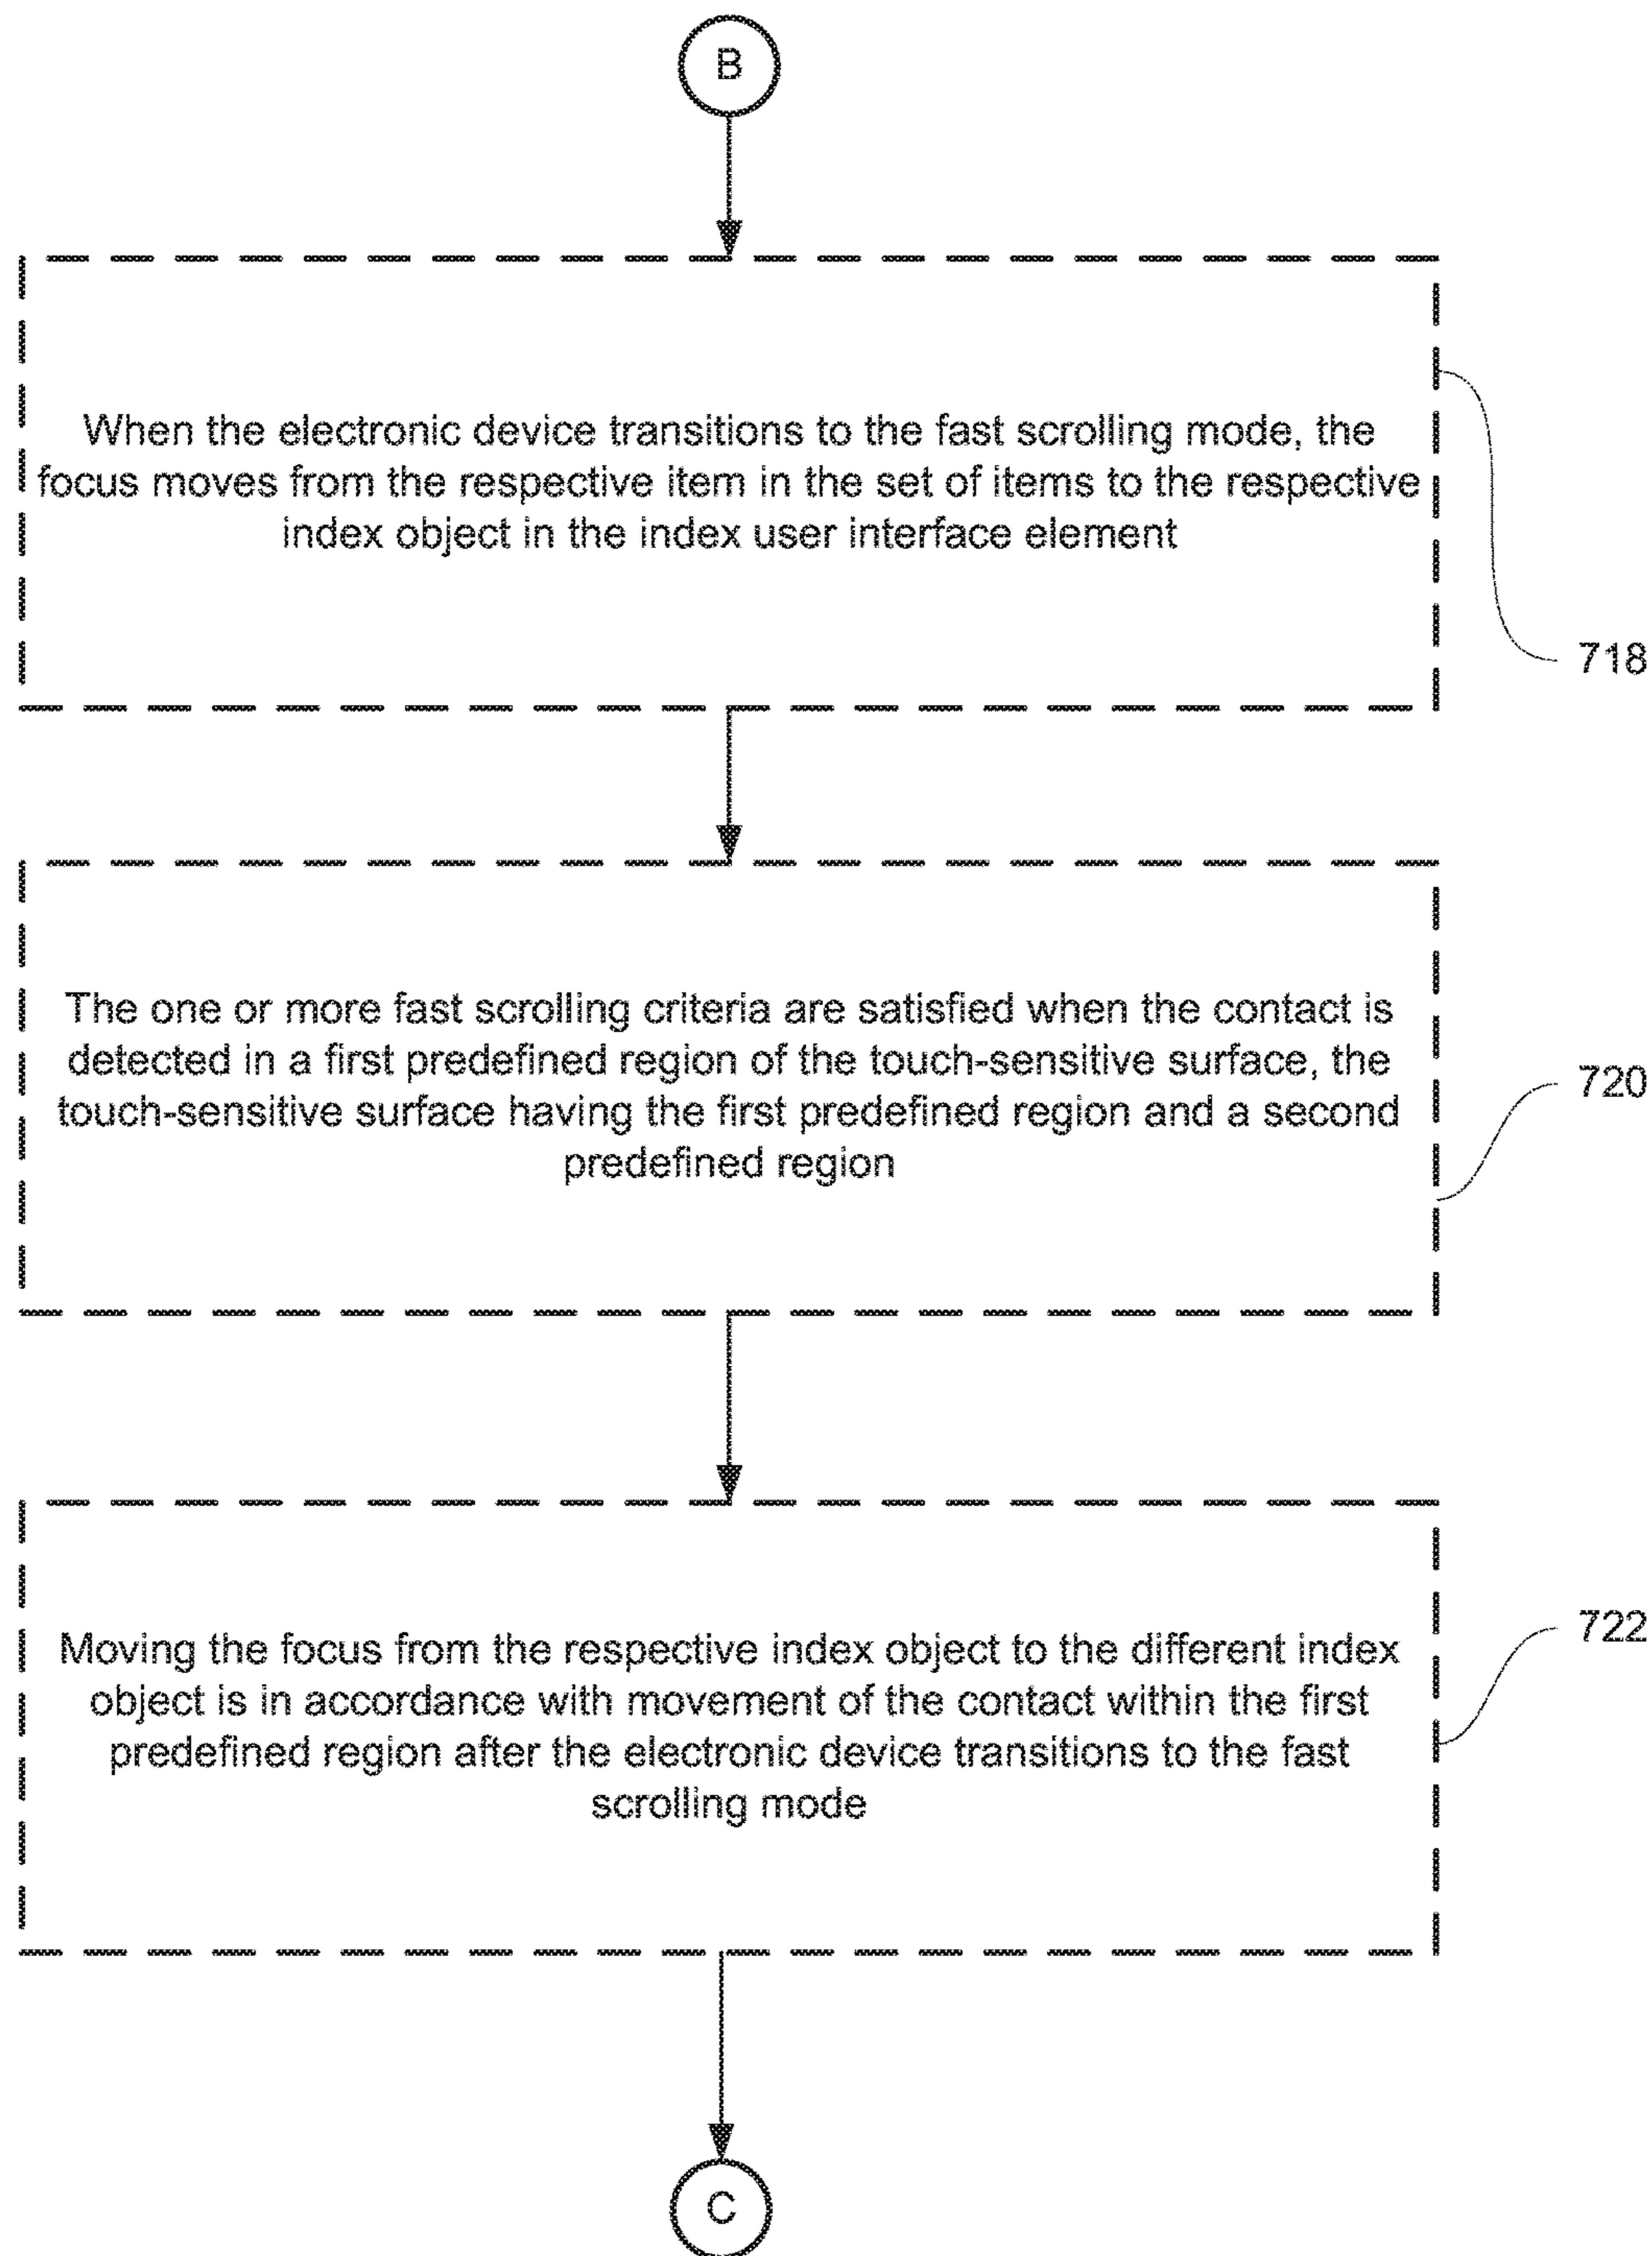 B
When the electronic device transitions to the fast scrolling mode, the
focus moves from the respective item in the set of items to the respective
index object in the index user interface element
718
The one or more fast scrolling criteria are satisfied when the contact is
detected in a first predefined region of the touch-sensitive surface, the
touch-sensitive surface having the first predefined region and a second
predefined region
720
Moving the focus from the respective index object to the different index
object is in accordance with movement of the contact within the first
predefined region after the electronic device transitions to the fast
scrolling mode
722
C